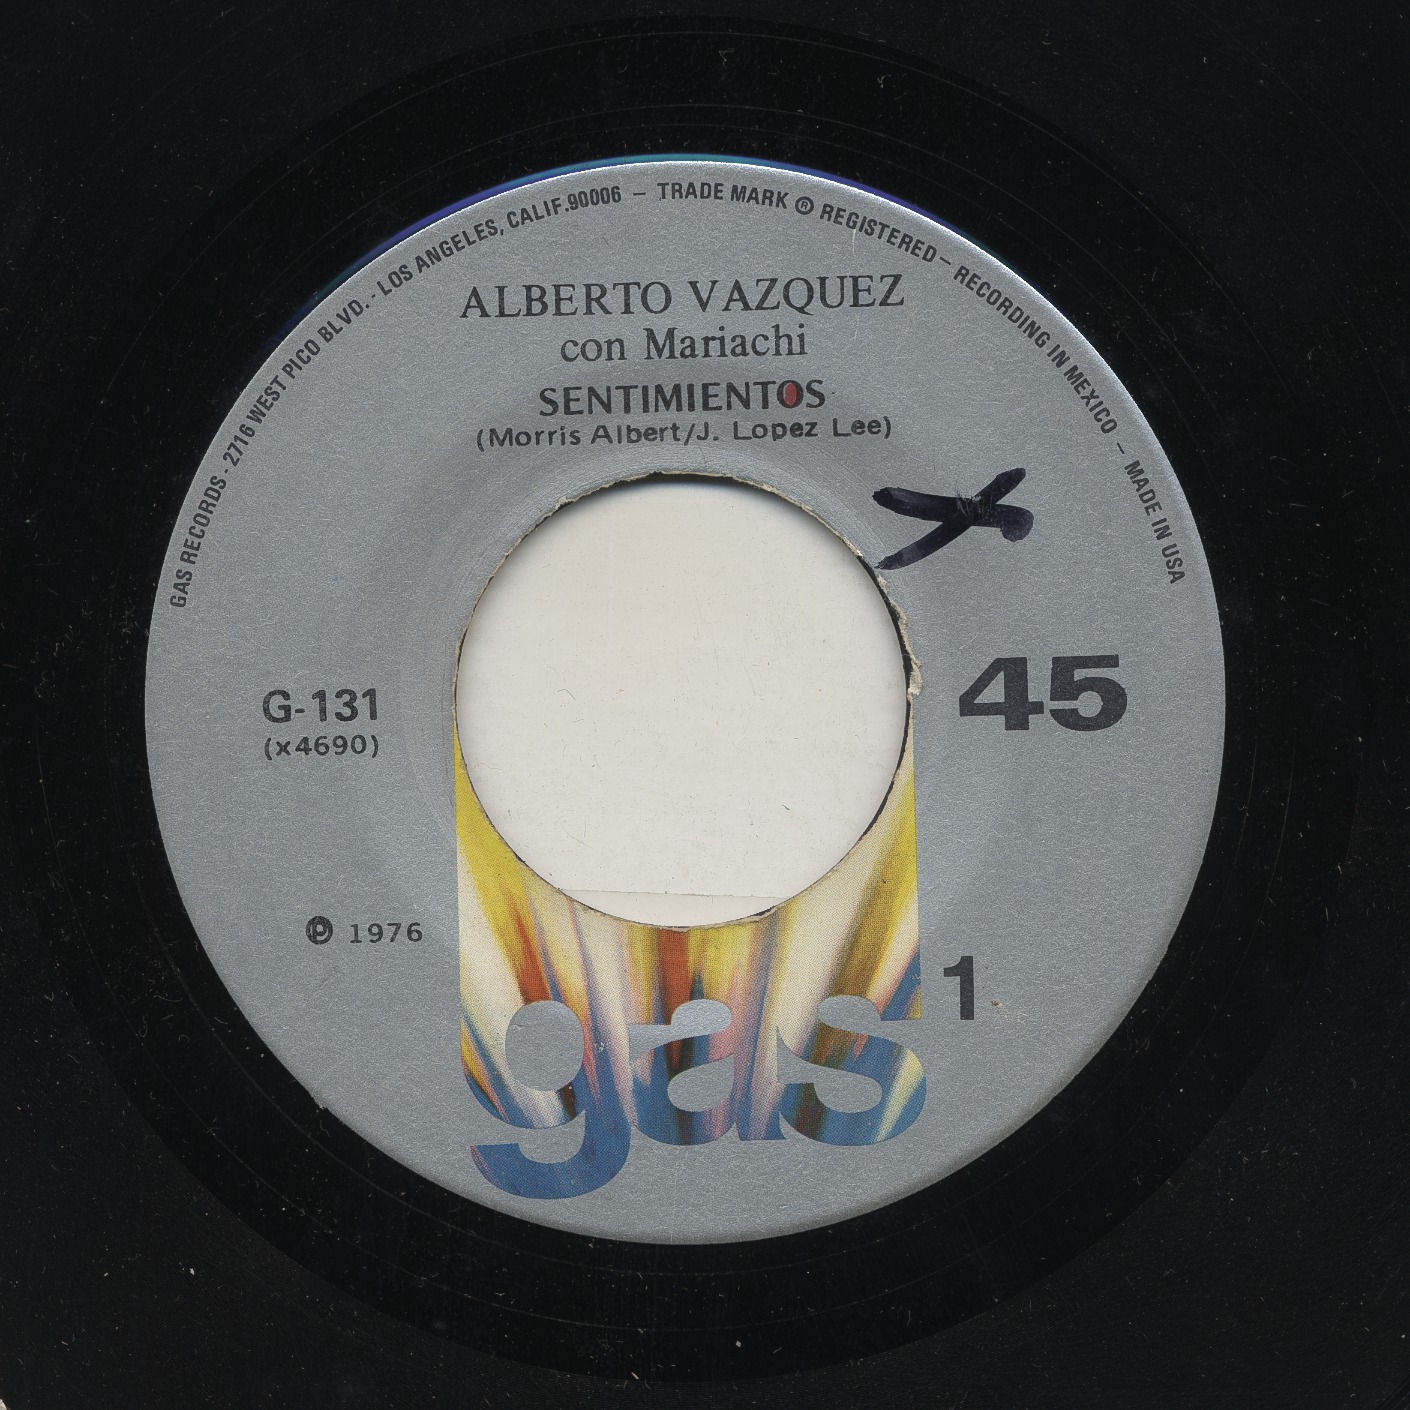 GAS RECORDS - 2716 WEST PICO BLVD. - LOS ANGELES, CALIF.90006 – TRADE MARK ® REGISTERED – RECORDING IN MEXICO – MADE IN USA
ALBERTO VAZQUEZ
con Mariachi
SENTIMIENTOS
(Morris Albert/J. Lopez Lee)
45
G-131
(x4690)
℗ 1976
1
gas